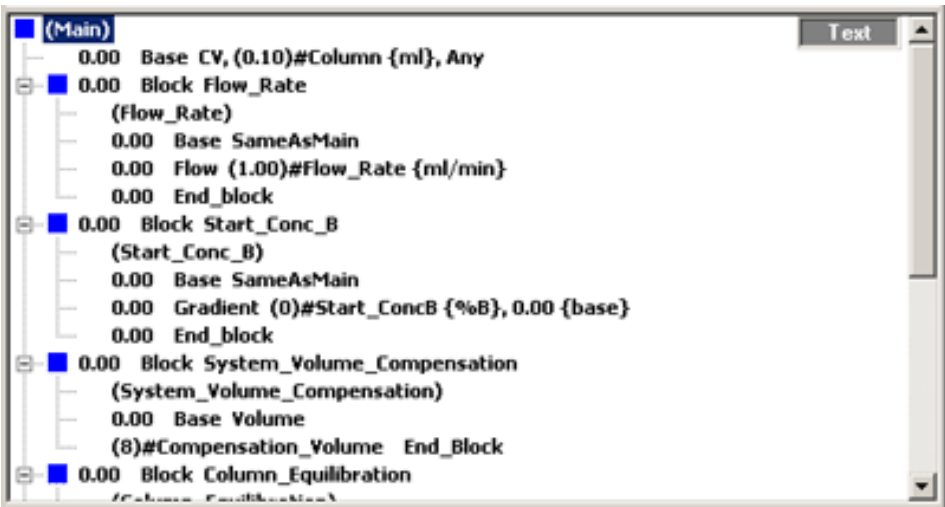 (Main)
Text
0.00 Base CV, (0.10)#Column {ml}, Any
0.00 Block Flow_Rate
(Flow_Rate)
0.00 Base SameAsMain
0.00 Flow (1.00)#Flow_Rate {ml/min}
0.00 End_block
0.00 Block Start_Conc_B
(Start_Conc_B)
0.00 Base SameAsMain
0.00 Gradient (0)#Start_ConcB {%B}, 0.00 {base}
0.00 End_block
0.00 Block System_Volume_Compensation
(System_Volume_Compensation)
0.00 Base Volume
(8)#Compensation_Volume End_Block
0.00 Block Column_Equilibration
(Column_Equilibration)